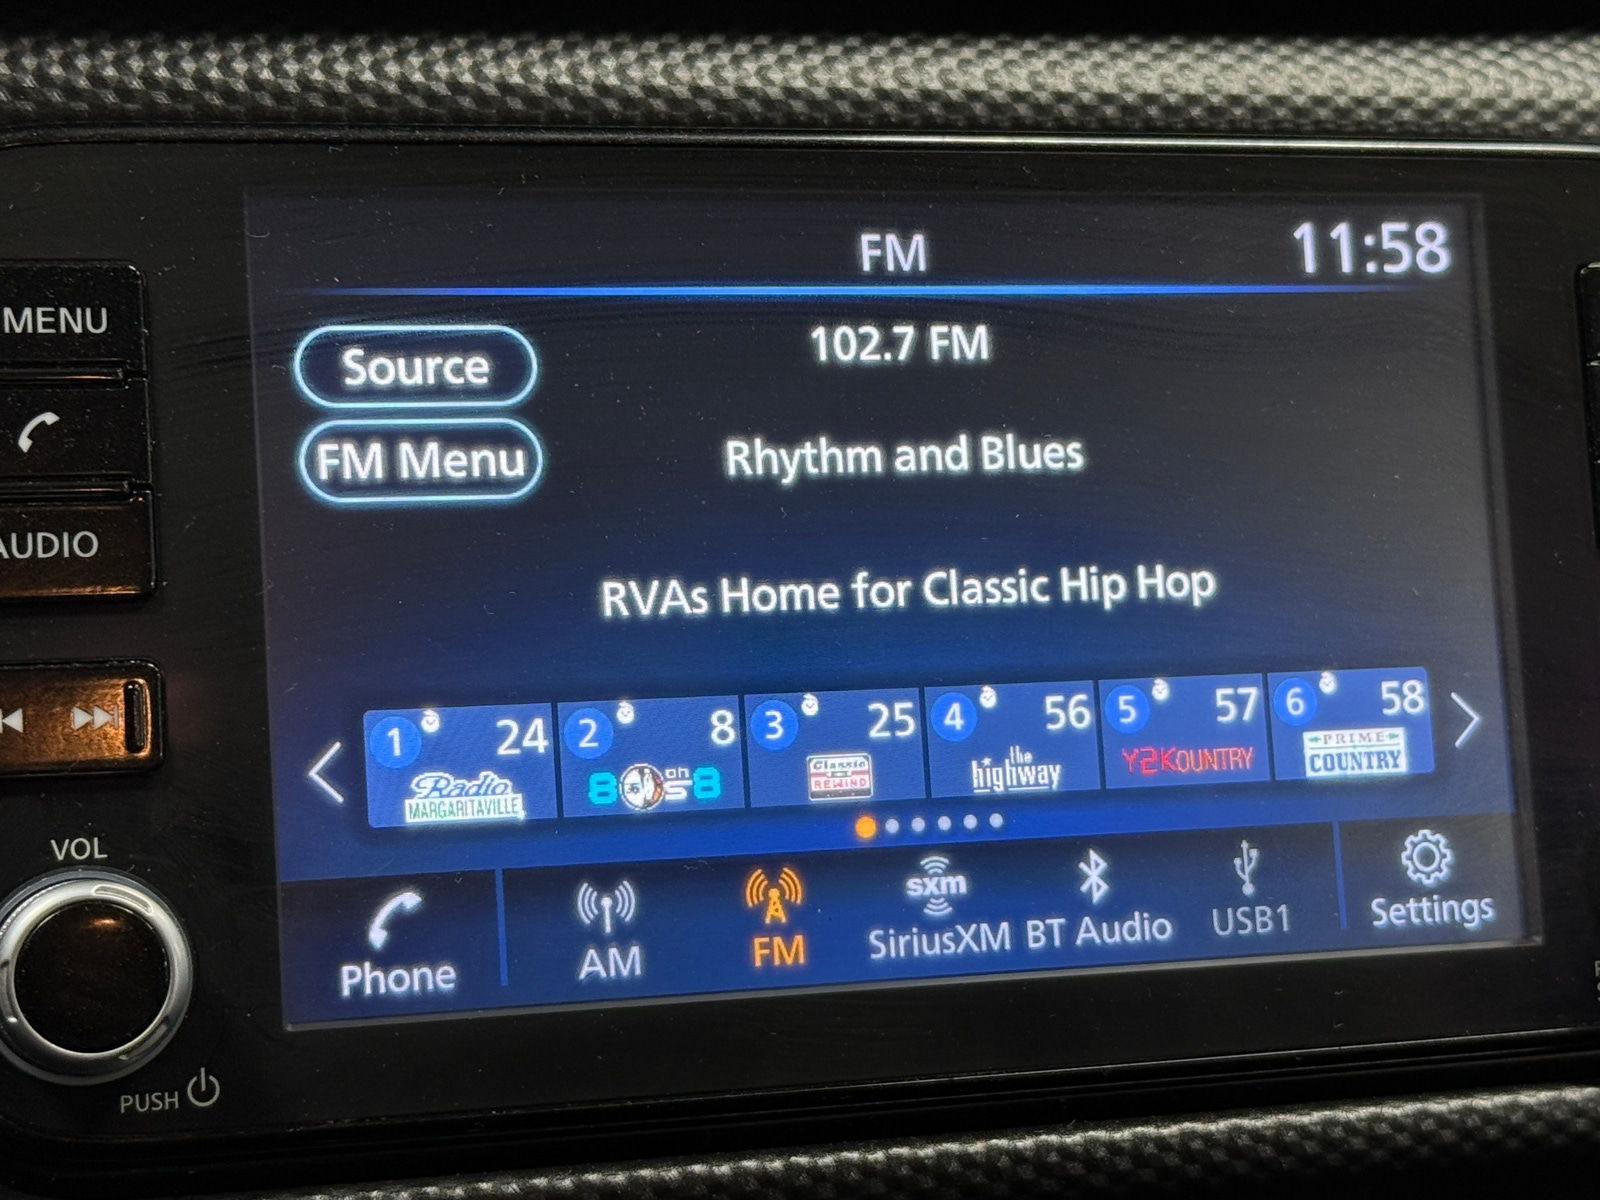 FM
11:58
MENU
Source
102.7 FM
FM Menu
Rhythm and Blues
AUDIO
RVAs Home for Classic Hip Hop
1 24
Radio
MARGARITAVILLE
2 8
8 on 8
3 25
Classic
REWIND
4 56
the
highway
5 57
Y2KOUNTRY
6 58
PRIME
COUNTRY
VOL
Phone
AM
FM
sxm
SiriusXM
BT Audio
USB1
Settings
PUSH